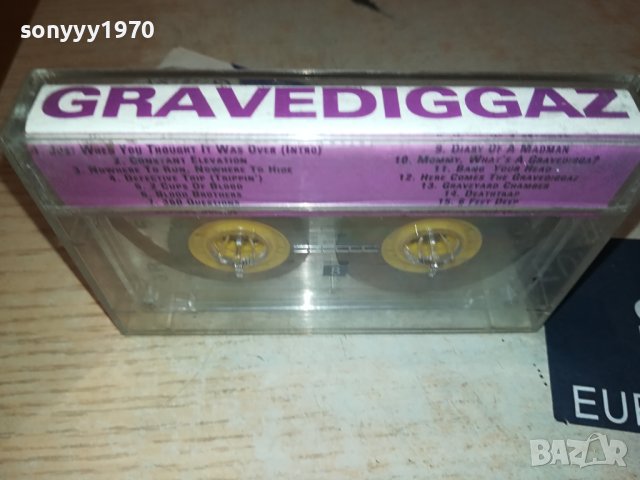 sonyyy1970
GRAVEDIGGAZ
Just When You Thought It Was Over (Intro)
2. Constant Elevation
3. Nowhere To Run, Nowhere To Hide
4. Defective Trip (Trippin')
5. 2 Cups Of Blood
6. Blood Brothers
7. 360 Questions
9. Diary Of A Madman
10. Mommy, What's A Gravedigga?
11. Bang Your Head
12. Here Comes The Gravediggaz
13. Graveyard Chamber
14. Deathtrap
15. 6 Feet Deep
B
EUR
BAZAR